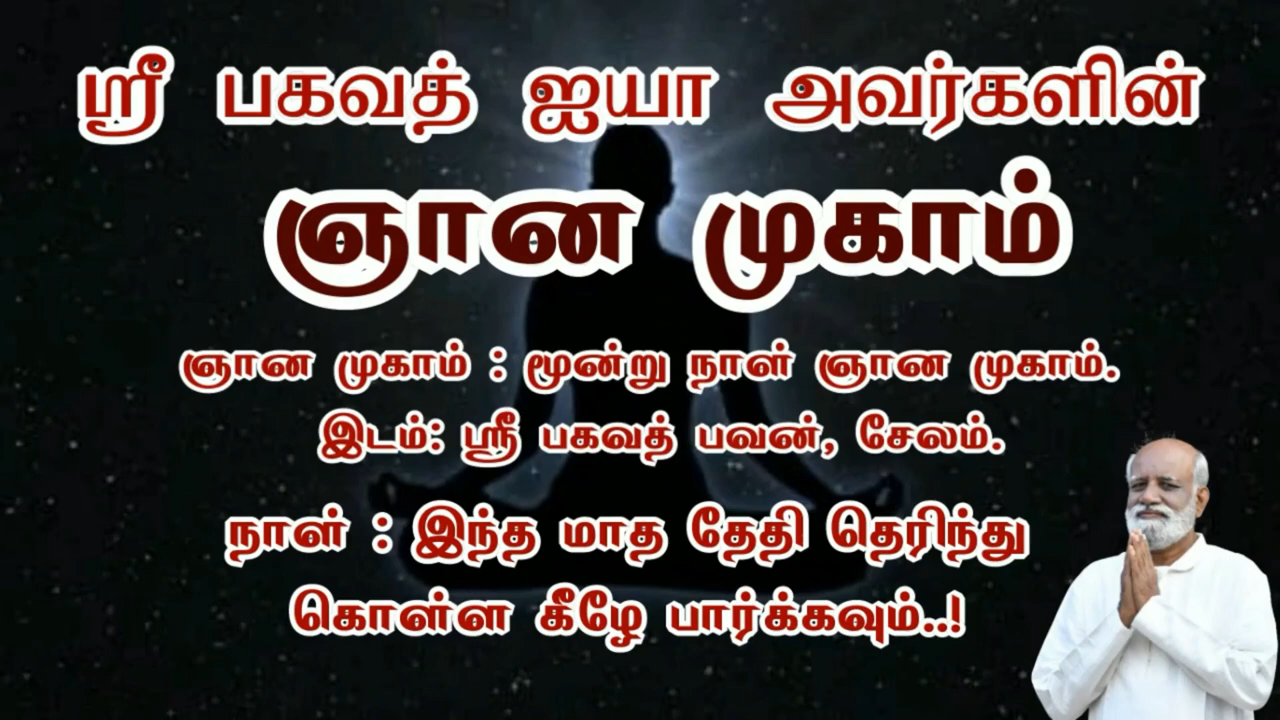 ஸ்ரீ பகவத் ஐயா அவர்களின்
ஞான முகாம்
ஞான முகாம் : மூன்று நாள் ஞான முகாம்.
இடம்: ஸ்ரீ பகவத் பவன், சேலம்.
நாள் : இந்த மாத தேதி தெரிந்து
கொள்ள கீழே பார்க்கவும்..!